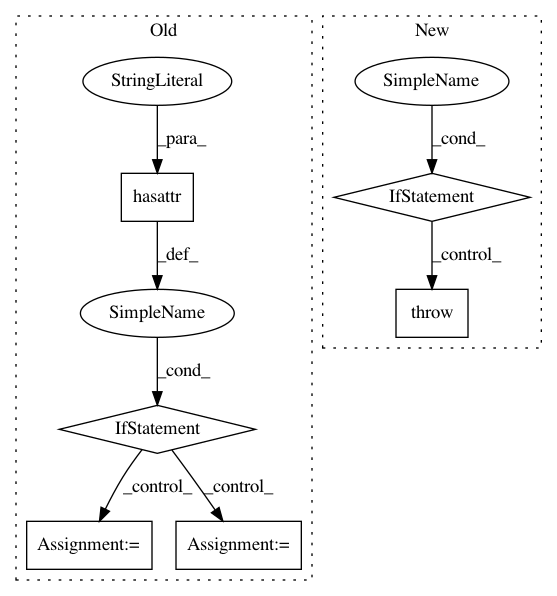 Old
StringLiteral
_para_
hasattr
_def_
SimpleName
_cond_
IfStatement
_control_
_control_
Assignment:=
Assignment:=
New
SimpleName
_cond_
IfStatement
_control_
throw